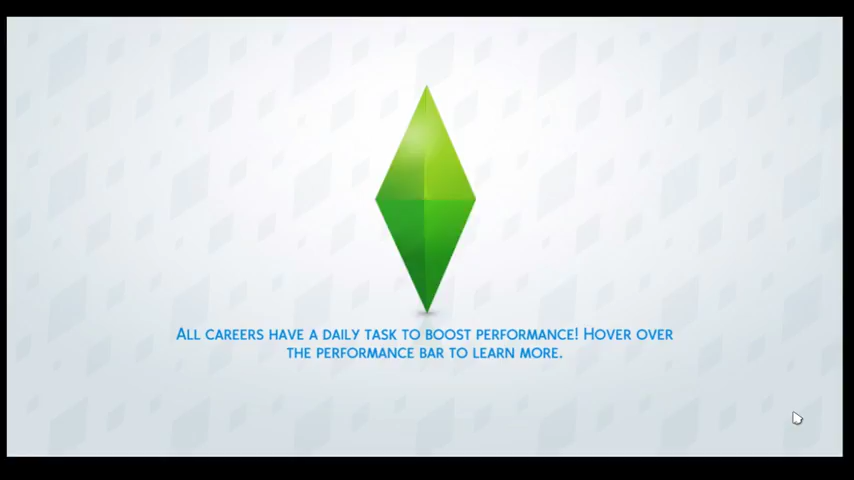 All careers have a daily task to boost performance! Hover over
the performance bar to learn more.